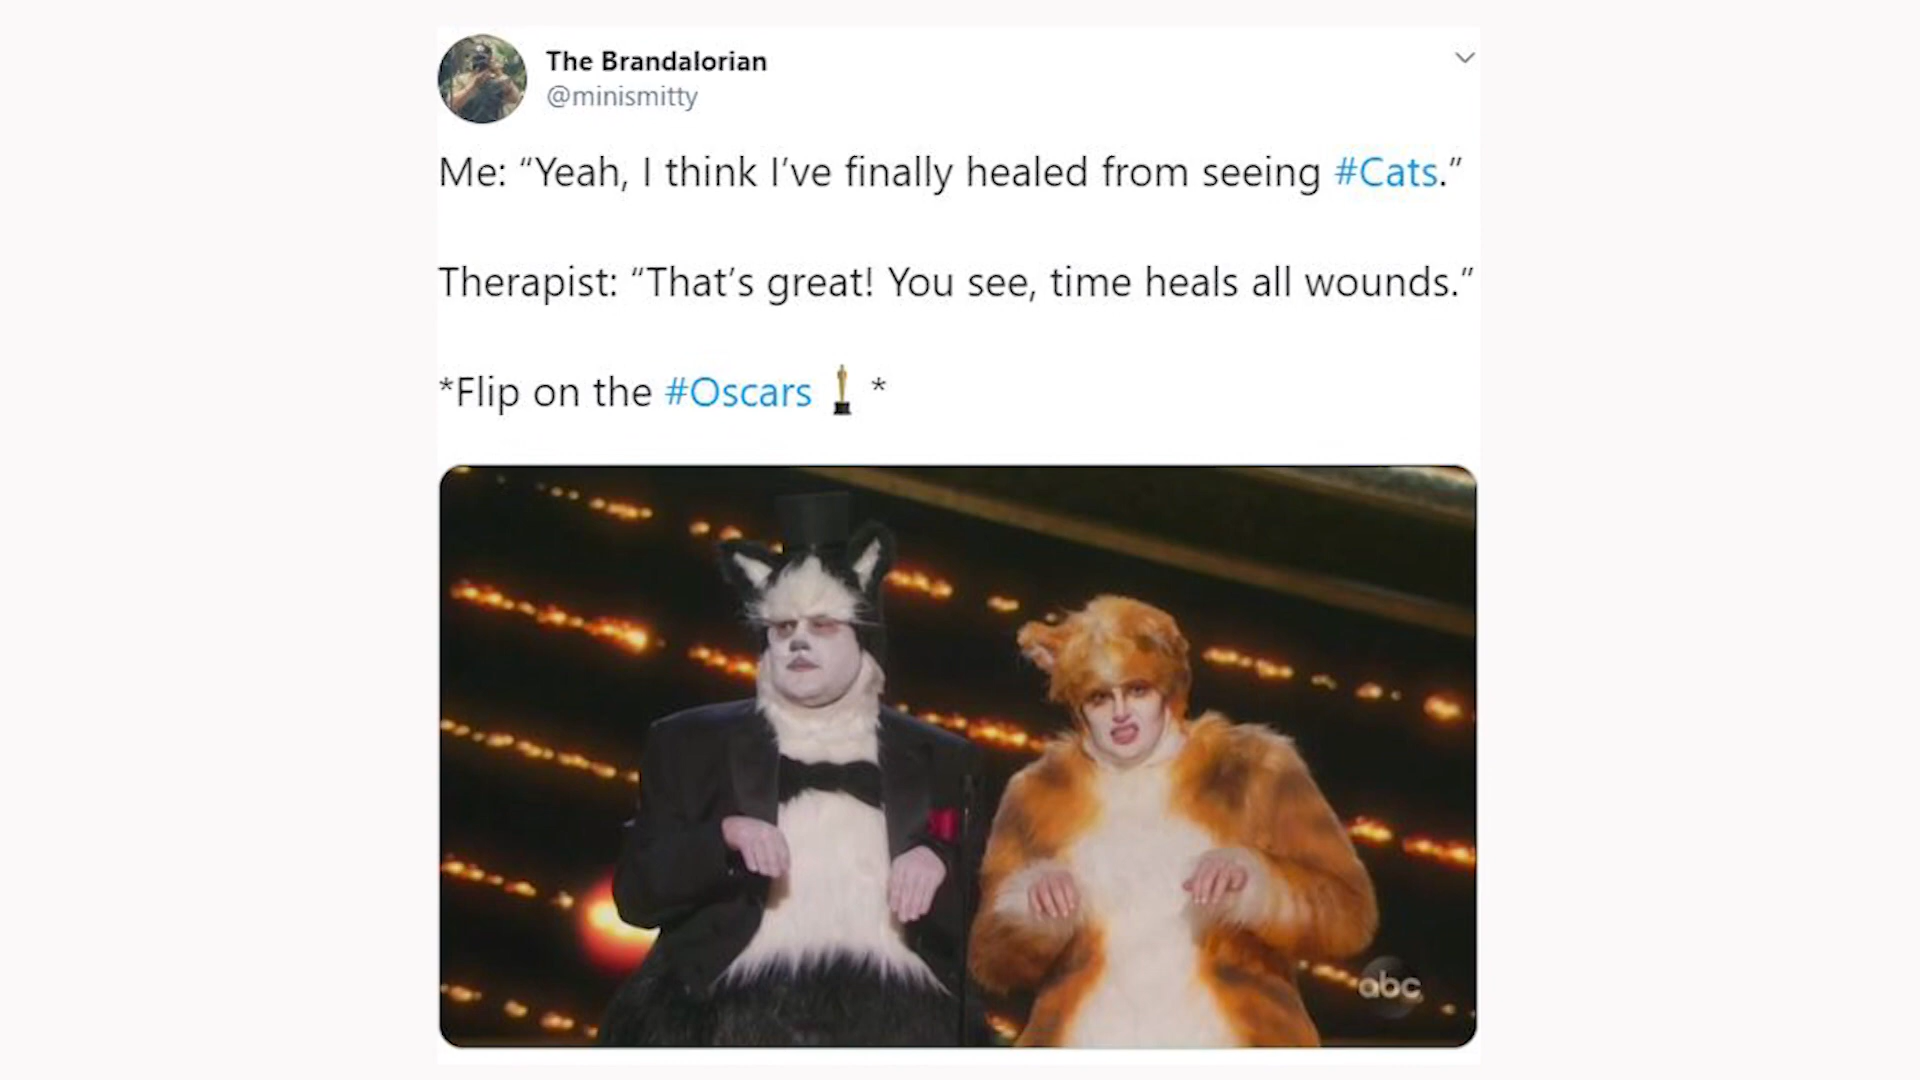 The Brandalorian
@minismitty
Me: “Yeah, I think I’ve finally healed from seeing #Cats.”
Therapist: “That’s great! You see, time heals all wounds.”
*Flip on the #Oscars *
abc